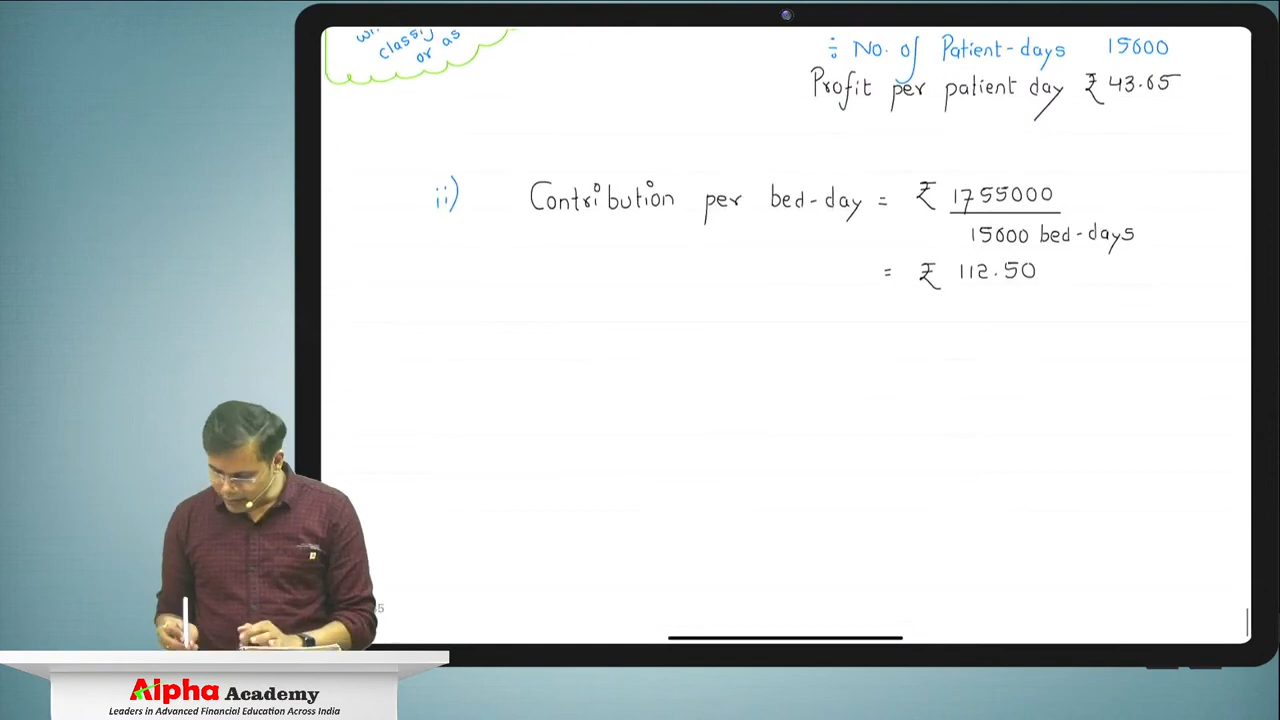 classify
or as
÷ No. of Patient-days 15600
Profit per patient day ₹ 43.65
ii) Contribution per bed-day = ₹ 1755000
15600 bed-days
= ₹ 112.50
Alpha Academy
Leaders in Advanced Financial Education Across India